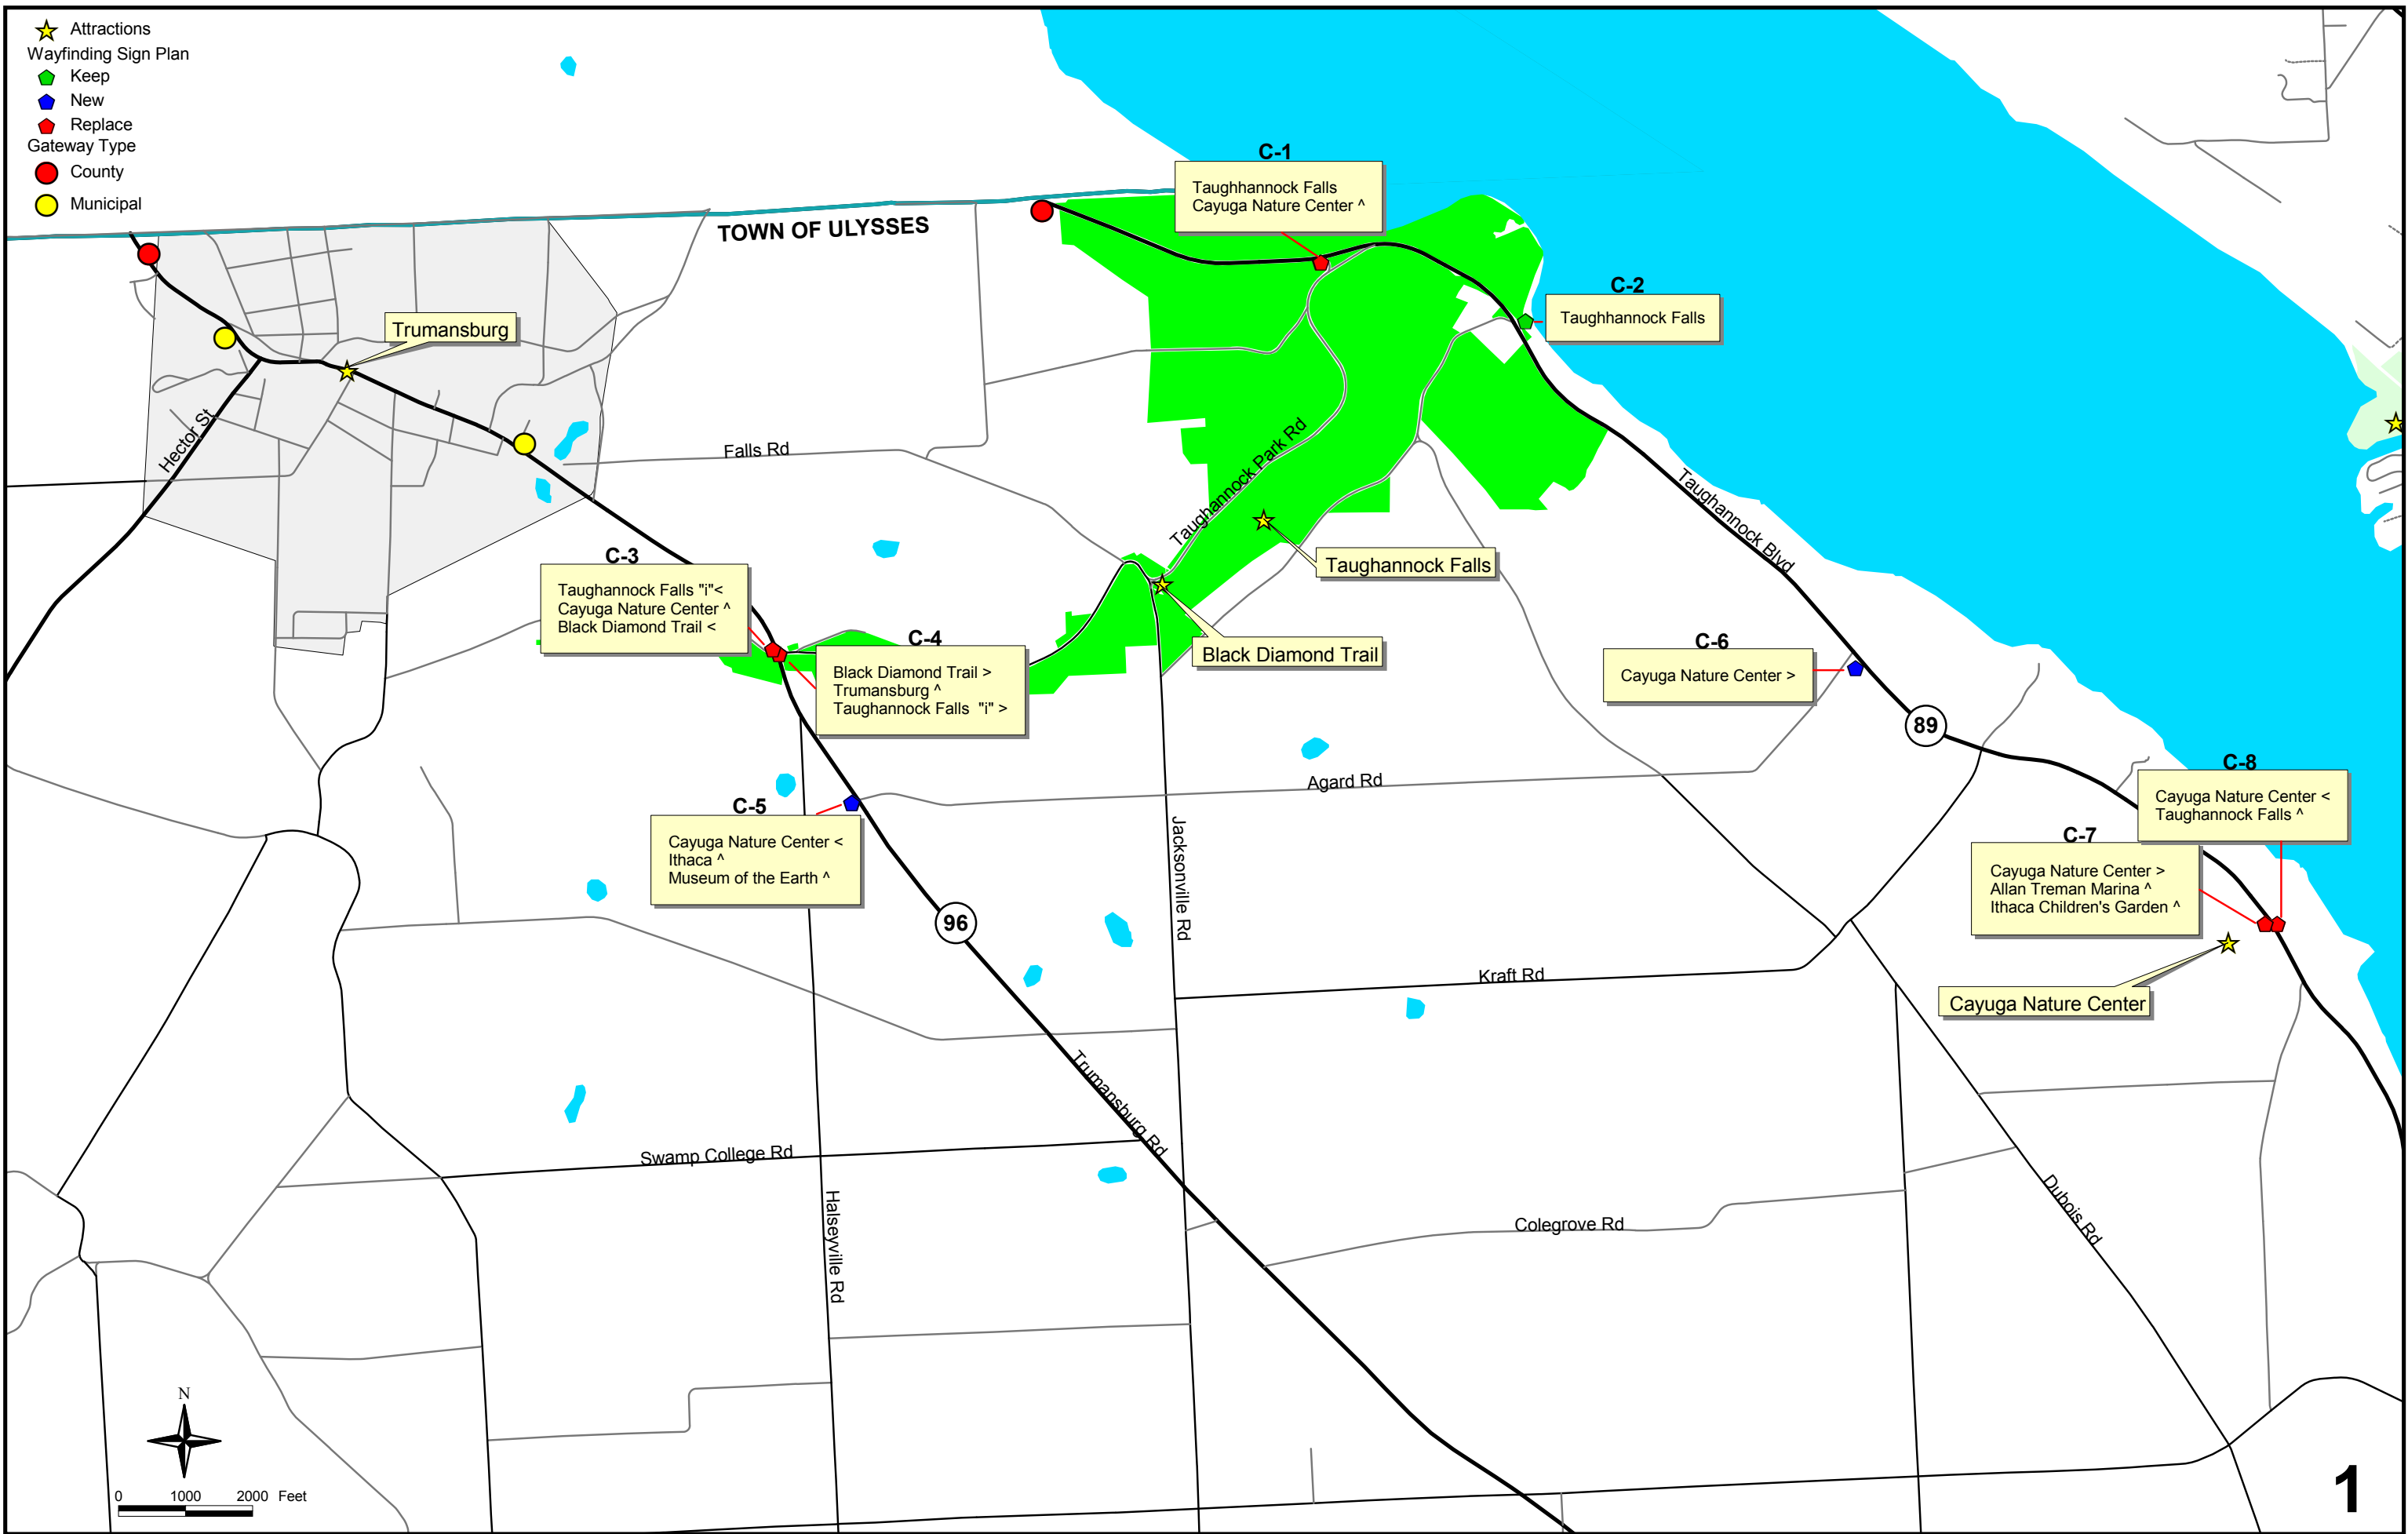 Attractions
Wayfinding Sign Plan
Keep
New
Replace
Gateway Type
County
Municipal
TOWN OF ULYSSES
C-1
Taughhannock Falls
Cayuga Nature Center ^
C-2
Taughhannock Falls
Trumansburg
Hector St
Falls Rd
Taughannock Park Rd
Taughannock Blvd
C-3
Taughannock Falls "i"<
Cayuga Nature Center ^
Black Diamond Trail <
Taughannock Falls
Black Diamond Trail
C-4
Black Diamond Trail >
Trumansburg ^
Taughannock Falls "i" >
C-6
Cayuga Nature Center >
89
Agard Rd
C-5
Cayuga Nature Center <
Ithaca ^
Museum of the Earth ^
C-8
Cayuga Nature Center <
Taughannock Falls ^
C-7
Cayuga Nature Center >
Allan Treman Marina ^
Ithaca Children's Garden ^
Jacksonville Rd
96
Kraft Rd
Cayuga Nature Center
Trumansburg Rd
Swamp College Rd
Halseyville Rd
Colegrove Rd
Dubois Rd
N
0 1000 2000 Feet
1